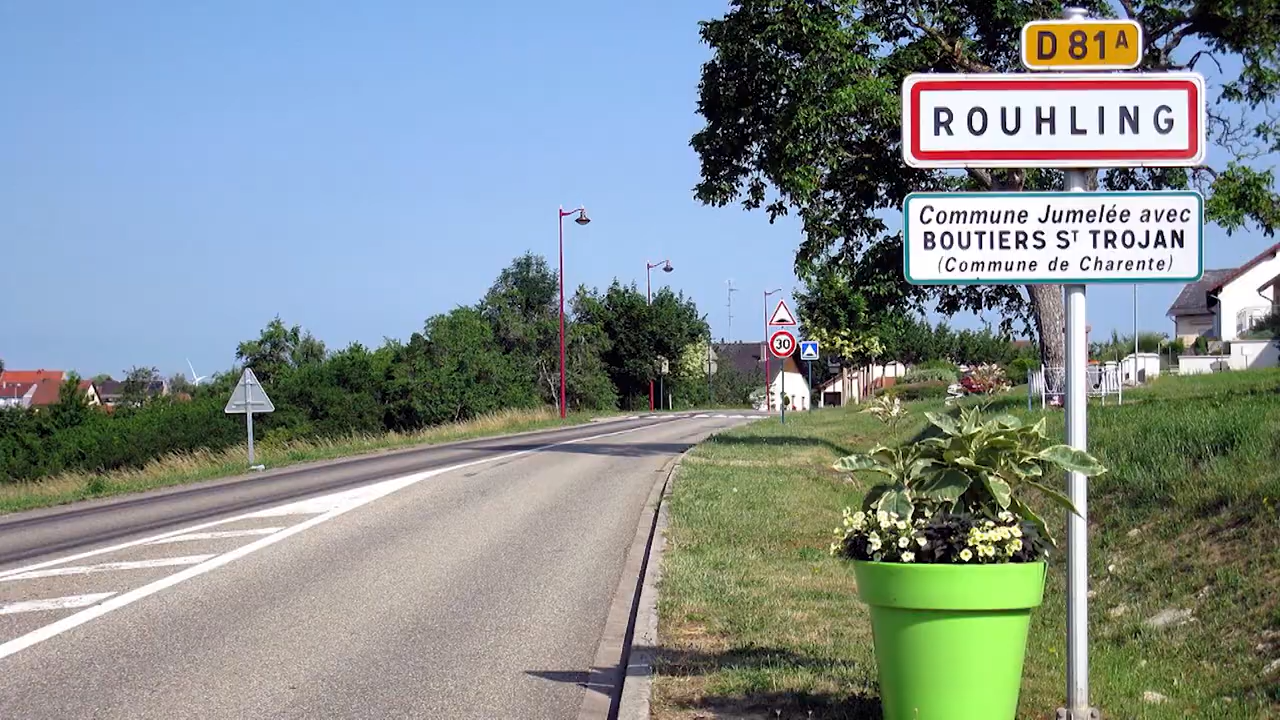 D 81A
ROUHLING
Commune Jumelée avec
BOUTIERS ST TROJAN
(Commune de Charente)
30